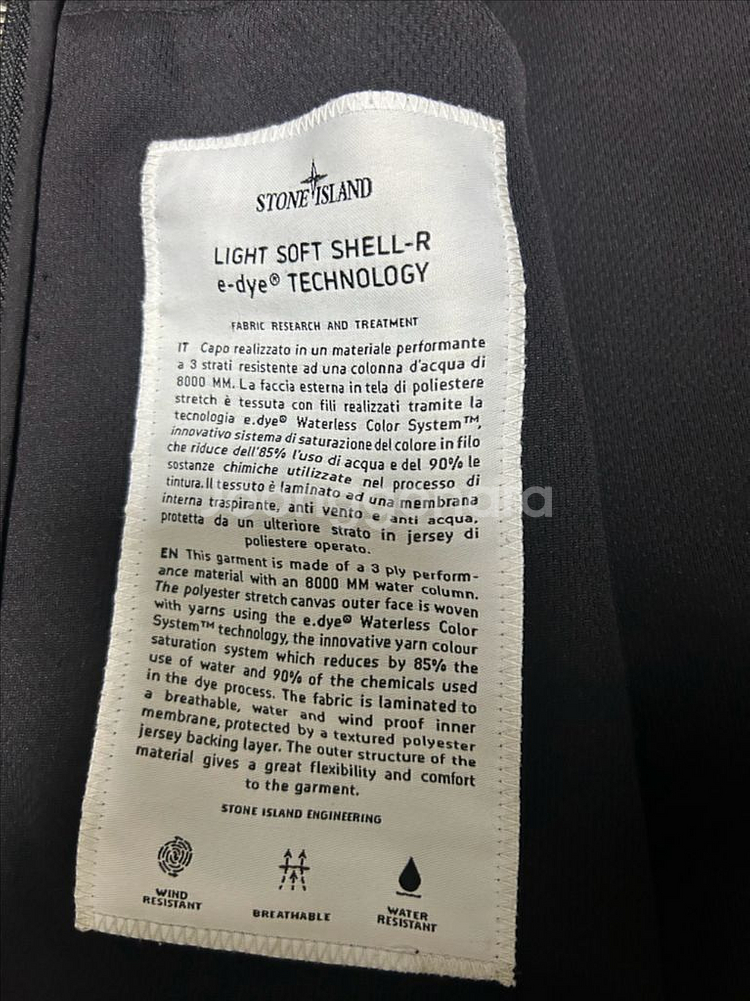 STONE ISLAND
LIGHT SOFT SHELL-R
e-dye® TECHNOLOGY
FABRIC RESEARCH AND TREATMENT
IT Capo realizzato in un materiale performante
a 3 strati resistente ad una colonna d'acqua di
8000 MM. La faccia esterna in tela di poliestere
stretch è tessuta con fili realizzati tramite la
tecnologia e.dye® Waterless Color System™,
innovativo sistema di saturazione del colore in filo
che riduce dell'85% l'uso di acqua e del 90% le
sostanze chimiche utilizzate nel processo di
tintura. Il tessuto è laminato ad una membrana
interna traspirante, anti vento e anti acqua,
protetta da un ulteriore strato in jersey di
poliestere operato.
EN This garment is made of a 3 ply perform-
ance material with an 8000 MM water column.
The polyester stretch canvas outer face is woven
with yarns using the e.dye® Waterless Color
System™ technology, the innovative yarn colour
saturation system which reduces by 85% the
use of water and 90% of the chemicals used
in the dye process. The fabric is laminated to
a breathable, water and wind proof inner
membrane, protected by a textured polyester
jersey backing layer. The outer structure of the
material gives a great flexibility and comfort
to the garment.
STONE ISLAND ENGINEERING
WIND
RESISTANT
BREATHABLE
WATER
RESISTANT